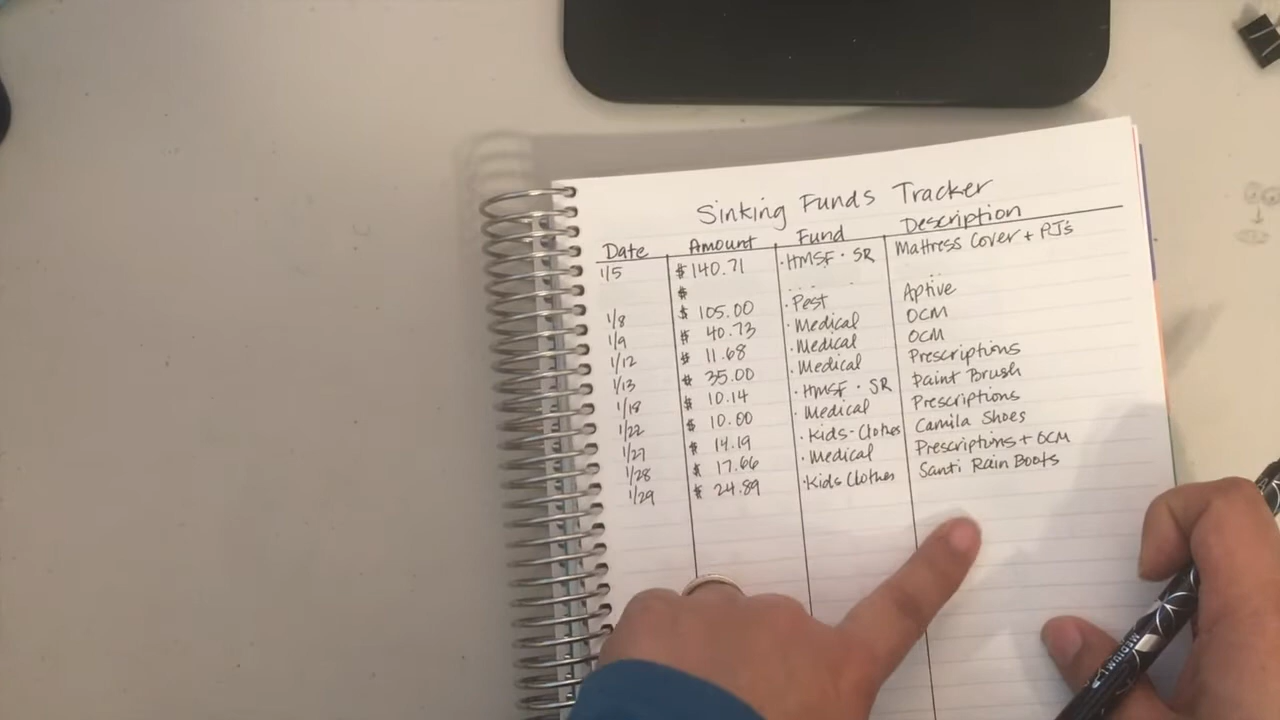 Sinking Funds Tracker
Date Amount Fund Description
1/5 $140.71 ·HMSF · SR Mattress Cover + PJ's
$
1/8 $ 105.00 ·Pest Aptive
1/9 $ 40.73 ·Medical OCM
1/12 $ 11.68 ·Medical OCM
1/13 $ 35.00 ·Medical Prescriptions
1/18 $ 10.14 ·HMSF · SR Paint Brush
1/22 $ 10.00 ·Medical Prescriptions
1/27 $ 14.19 ·Kids-Clothes Camila Shoes
1/28 $ 17.66 ·Medical Prescriptions + OCM
1/29 $ 24.89 ·Kids Clothes Santi Rain Boots
MEDIUM